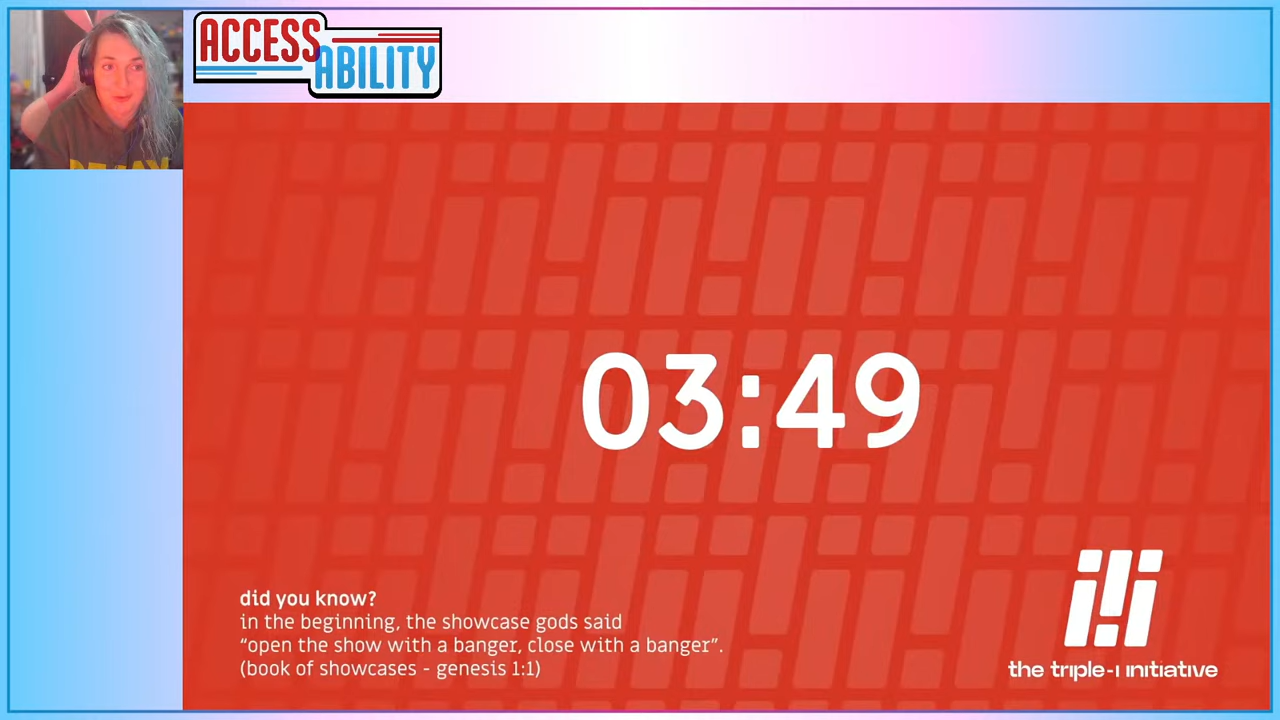 ACCESS
ABILITY
03:49
did you know?
in the beginning, the showcase gods said
“open the show with a banger, close with a banger”.
(book of showcases - genesis 1:1)
the triple-i initiative